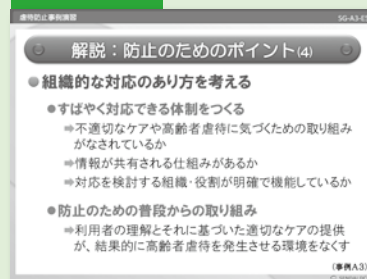 虐待防止事例演習 SG-A3-E5
解説：防止のためのポイント(4)
●組織的な対応のあり方を考える
●すばやく対応できる体制をつくる
⇒不適切なケアや高齢者虐待に気づくための取り組み
がなされているか
⇒情報が共有される仕組みがあるか
⇒対応を検討する組織・役割が明確で機能しているか
●防止のための普段からの取り組み
⇒利用者の理解とそれに基づいた適切なケアの提供
が、結果的に高齢者虐待を発生させる環境をなくす
(事例A3)